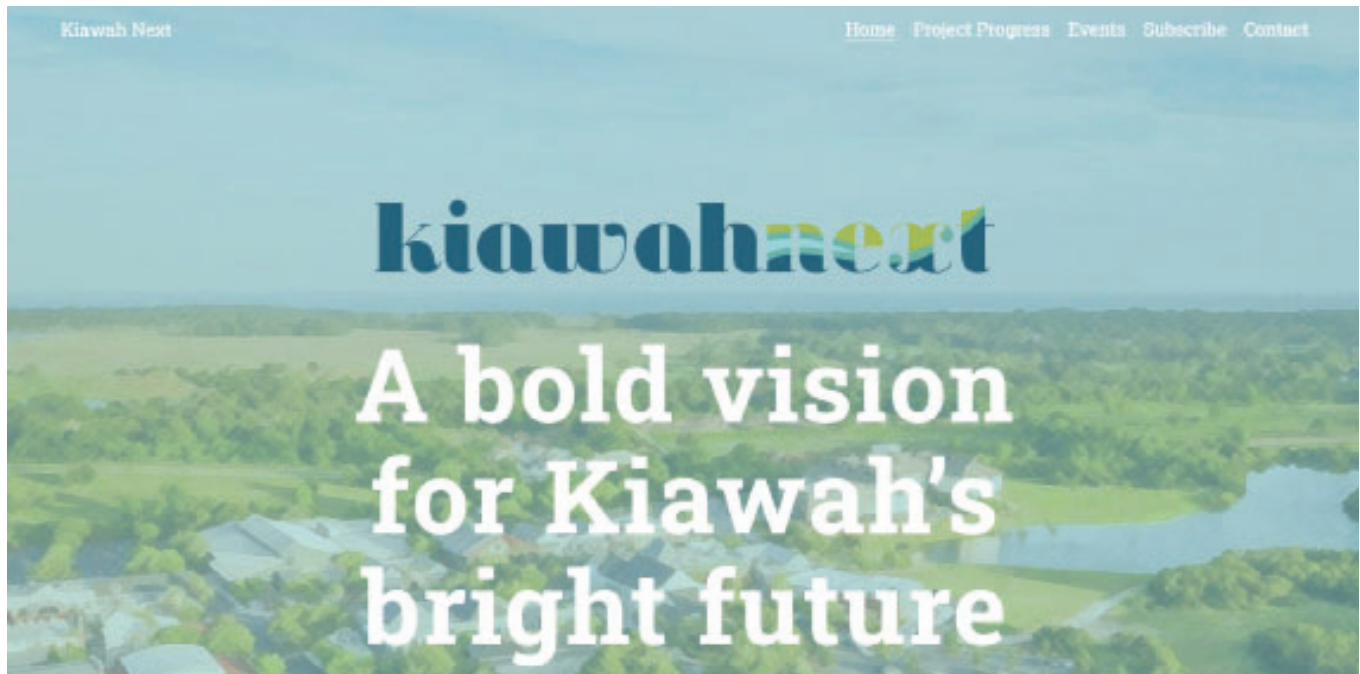 Kiawah Next
Home Project Progress Events Subscribe Contact
kiawahnext
A bold vision
for Kiawah’s
bright future